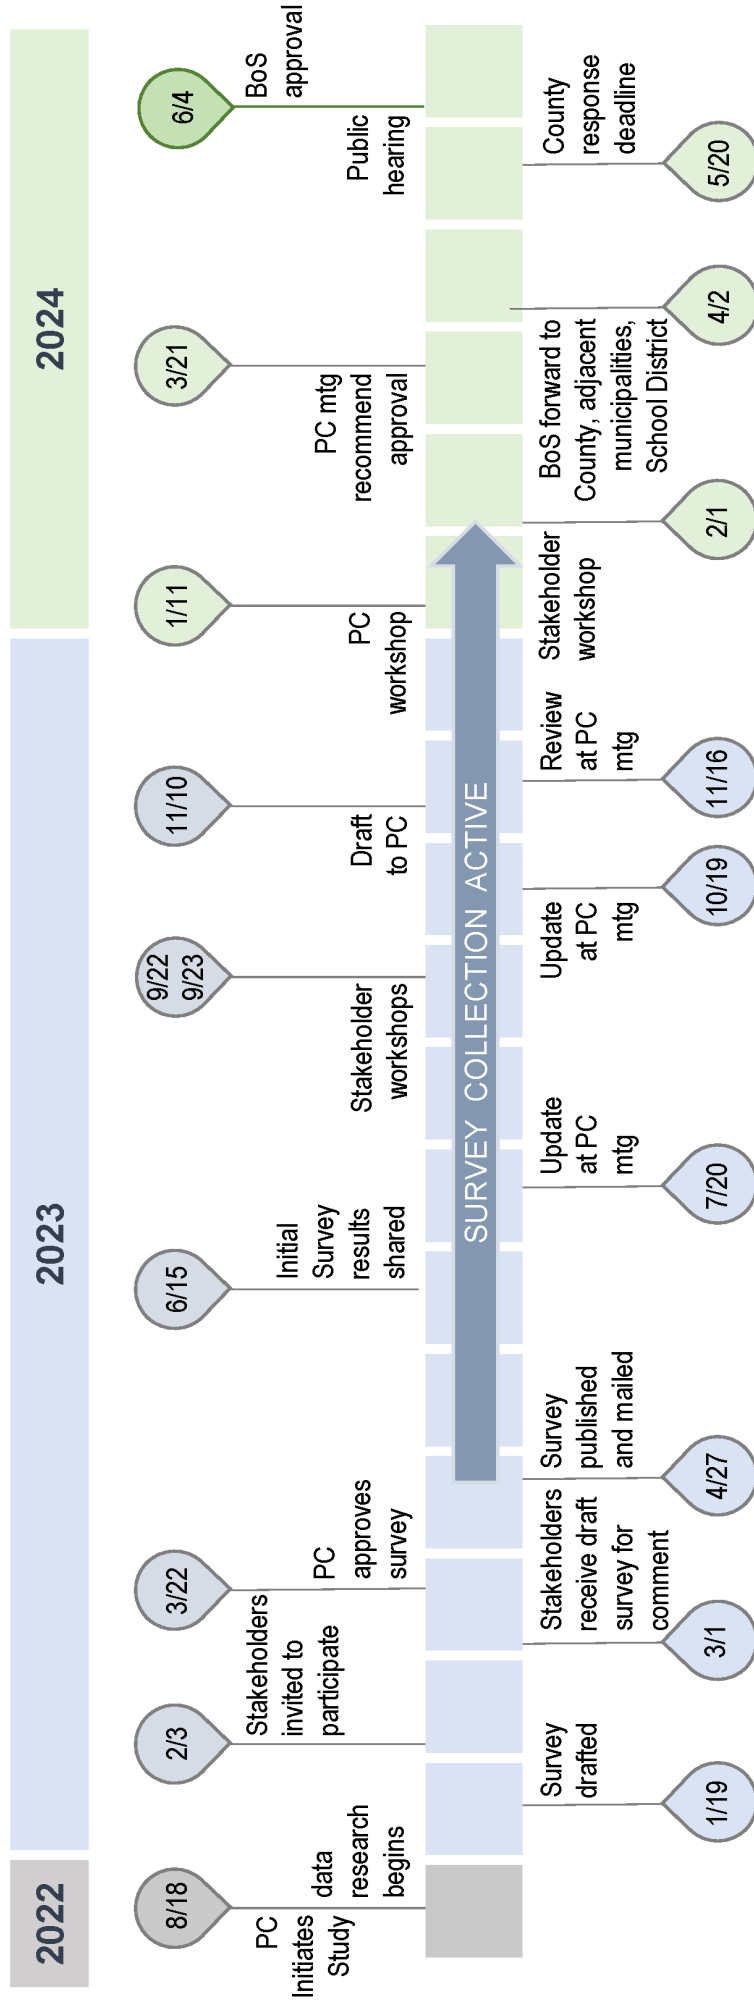 2022
2023
2024
8/18
PC
Initiates
Study
data
research
begins
2/3
Stakeholders
invited to
participate
3/22
PC
approves
survey
6/15
Initial
Survey
results
shared
9/22
9/23
Stakeholder
workshops
11/10
Draft
to PC
1/11
PC
workshop
3/21
PC mtg
recommend
approval
6/4
Public
hearing
BoS
approval
SURVEY COLLECTION ACTIVE
Survey
drafted
1/19
Stakeholders
receive draft
survey for
comment
3/1
Survey
published
and mailed
4/27
Update
at PC
mtg
7/20
Update
at PC
mtg
10/19
Review
at PC
mtg
11/16
Stakeholder
workshop
2/1
BoS forward to
County, adjacent
municipalities,
School District
4/2
County
response
deadline
5/20